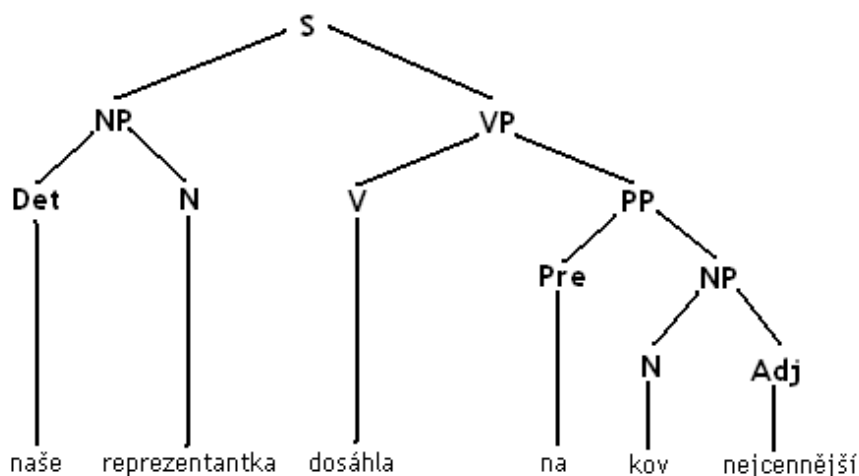 S
NP VP
Det N V PP
Pre NP
N Adj
naše reprezentantka dosáhla na kov nejcennější